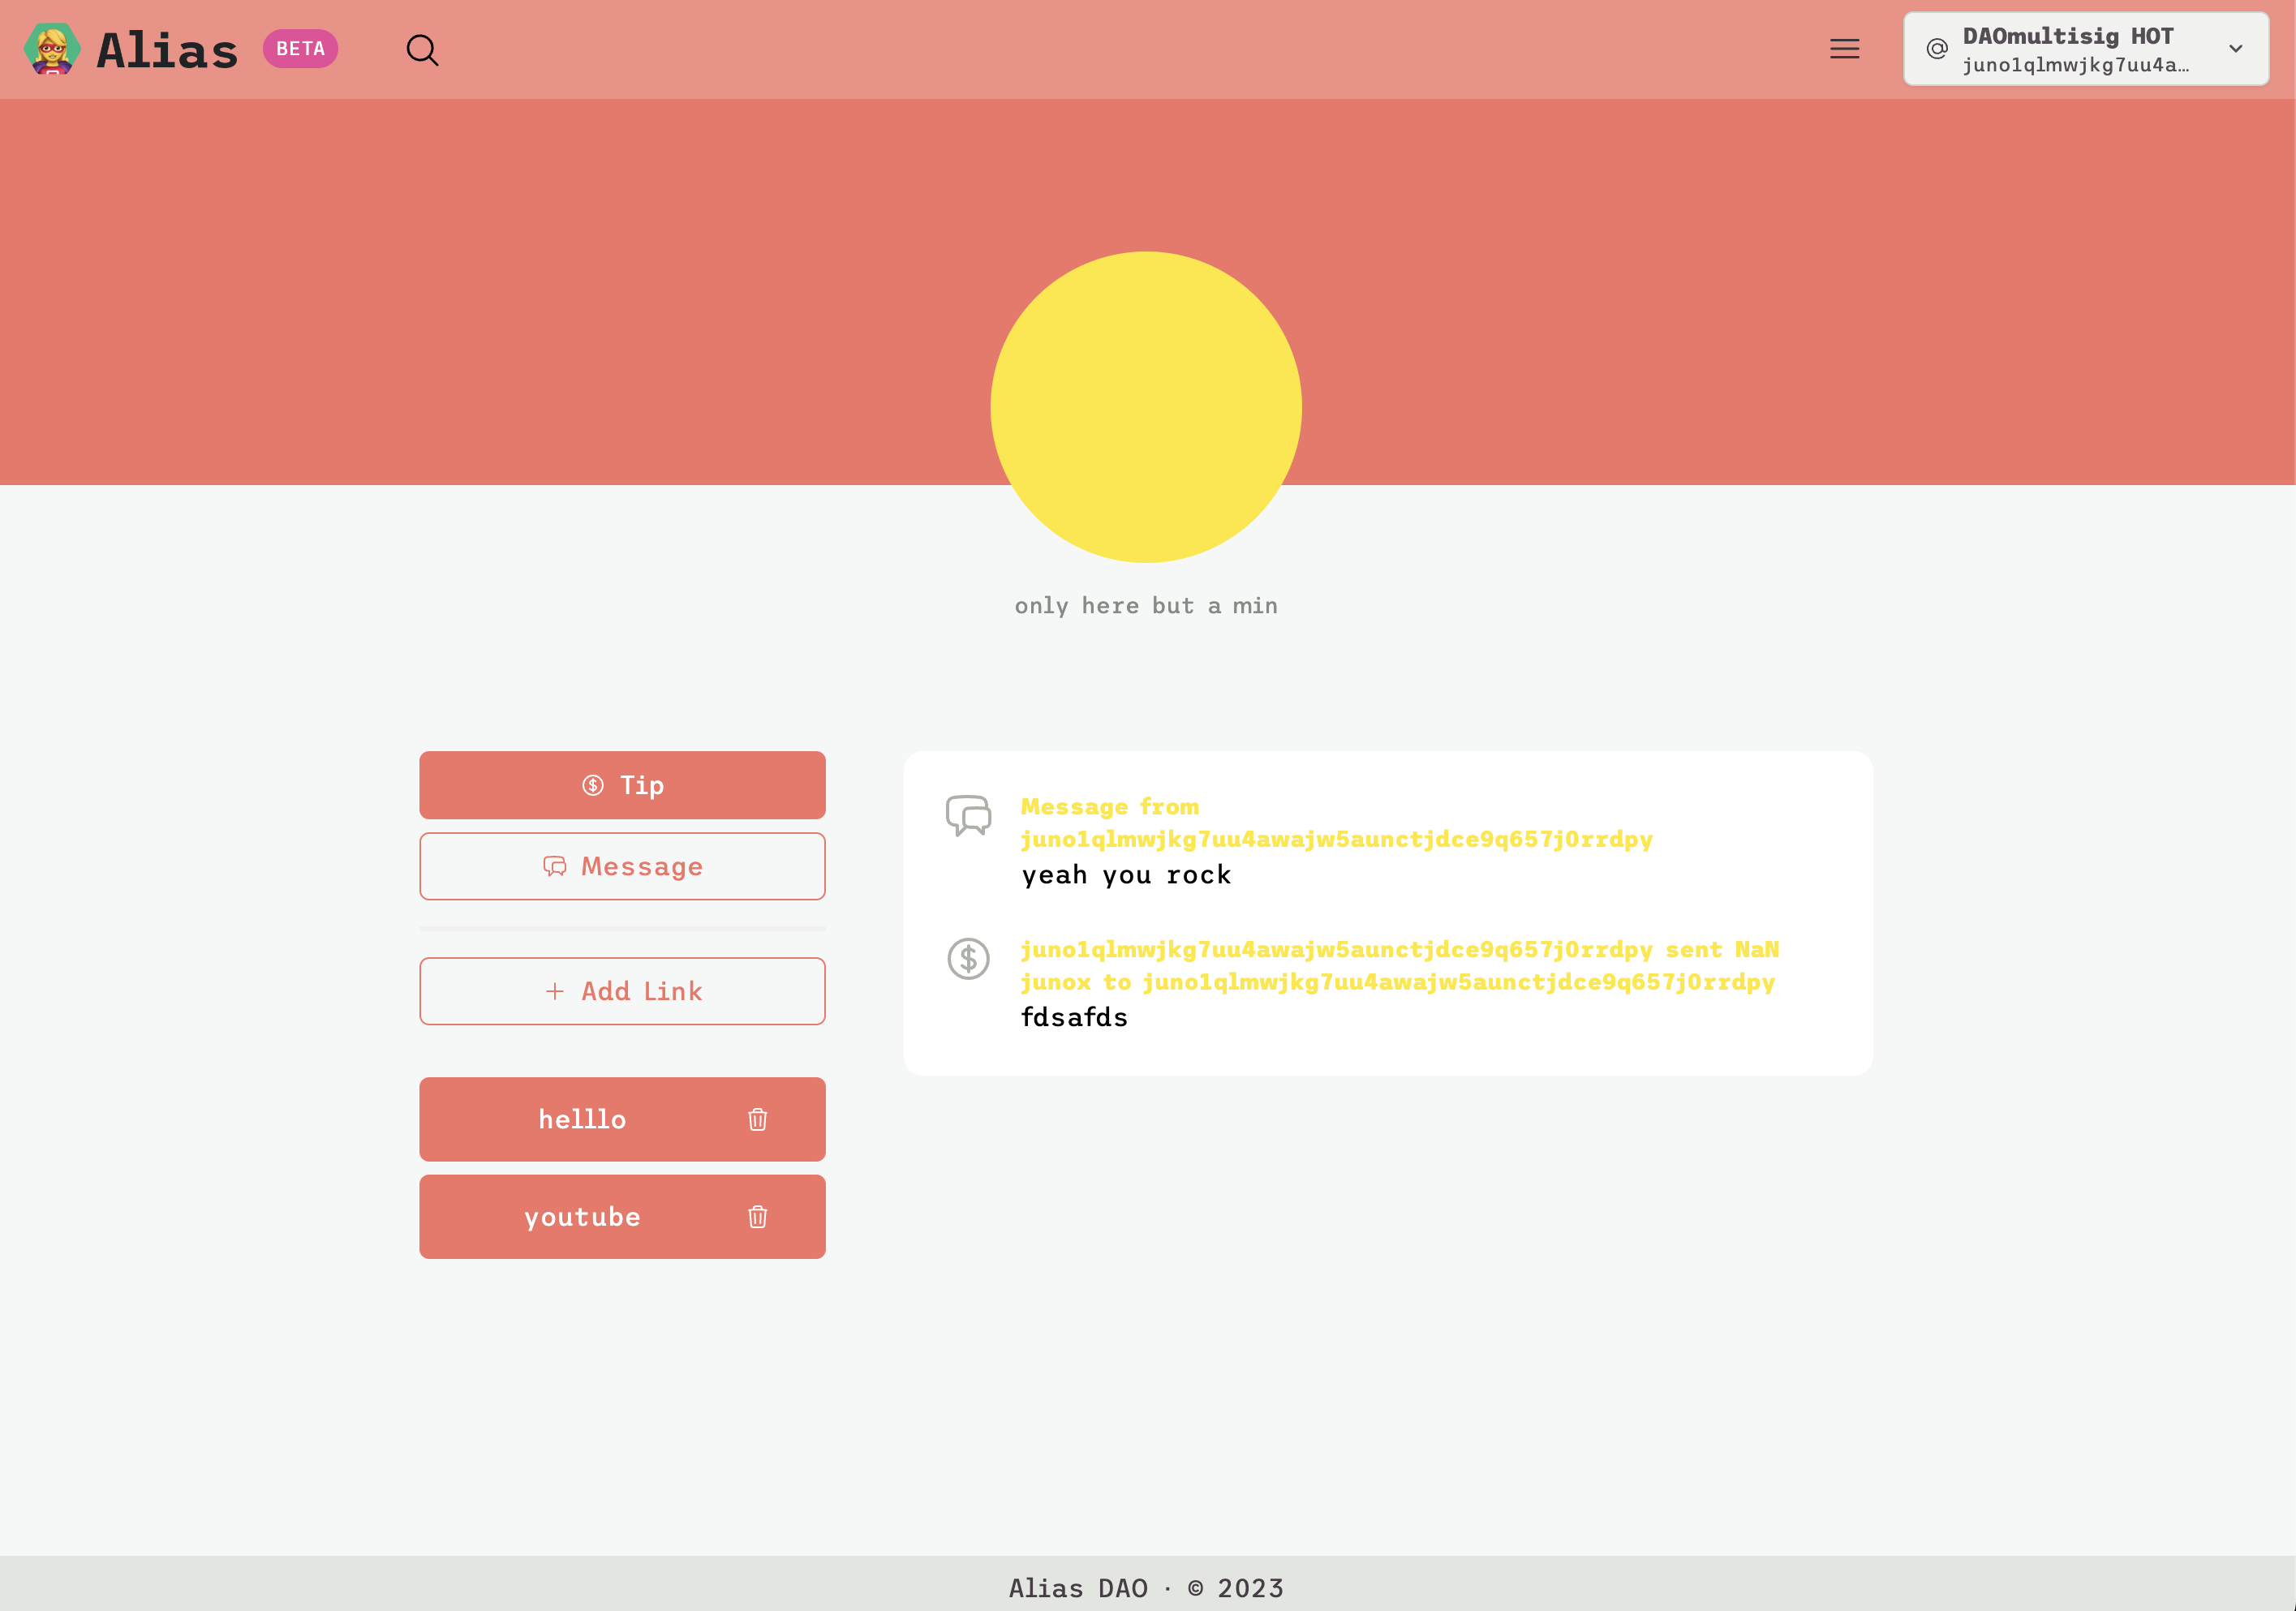 Alias BETA
DAOmultisig HOT
juno1qlmwjkg7uu4a…
only here but a min
Tip
Message
Add Link
helllo
youtube
Message from
juno1qlmwjkg7uu4awajw5aunctjdce9q657j0rrdpy
yeah you rock
juno1qlmwjkg7uu4awajw5aunctjdce9q657j0rrdpy sent NaN
junox to juno1qlmwjkg7uu4awajw5aunctjdce9q657j0rrdpy
fdsafds
Alias DAO · © 2023